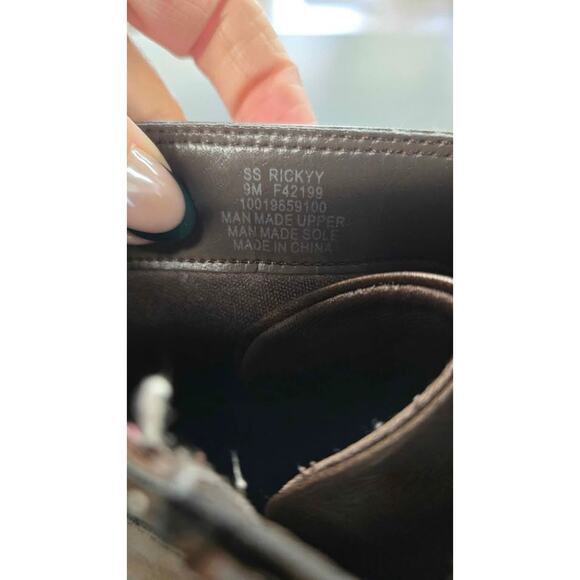 SS RICKYY
9M F42199
10019659100
MAN MADE UPPER
MAN MADE SOLE
MADE IN CHINA